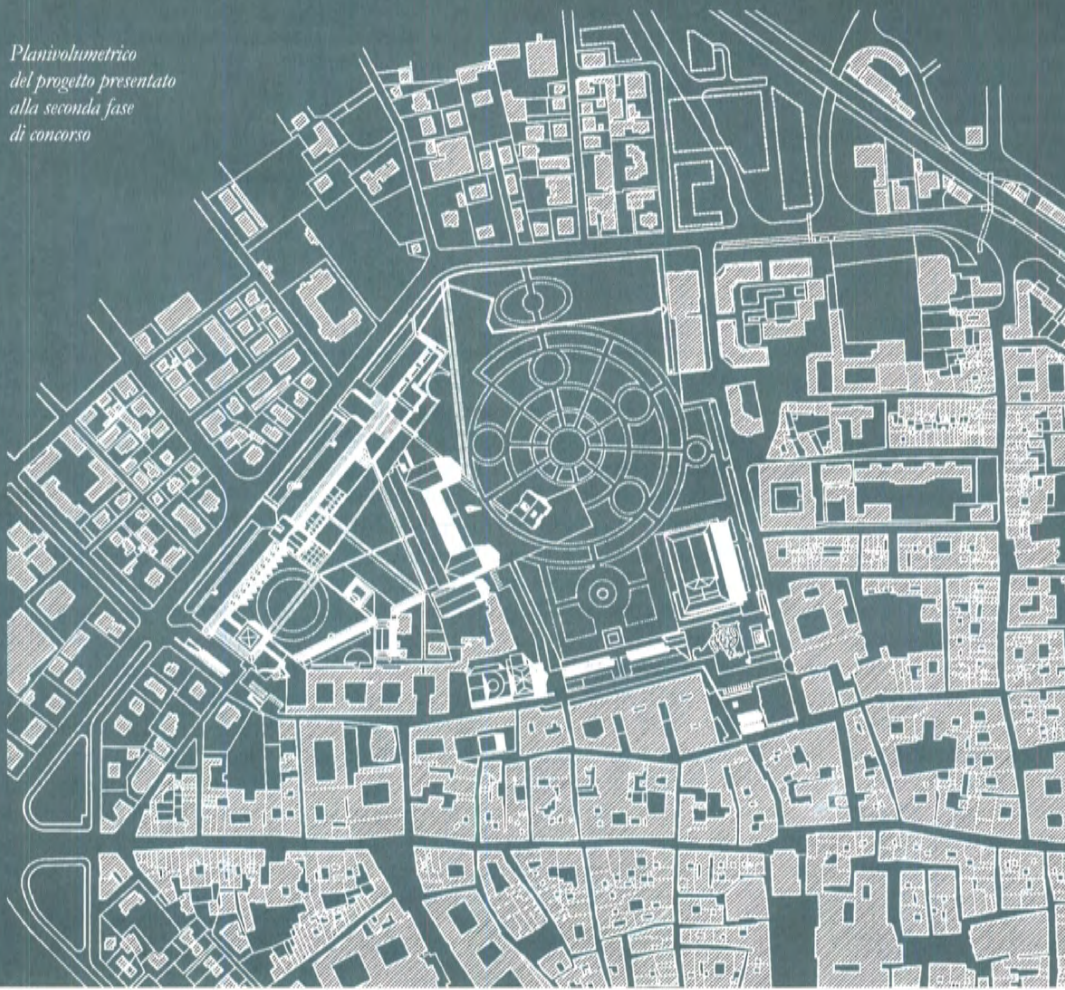 Planivolumetrico
del progetto presentato
alla seconda fase
di concorso